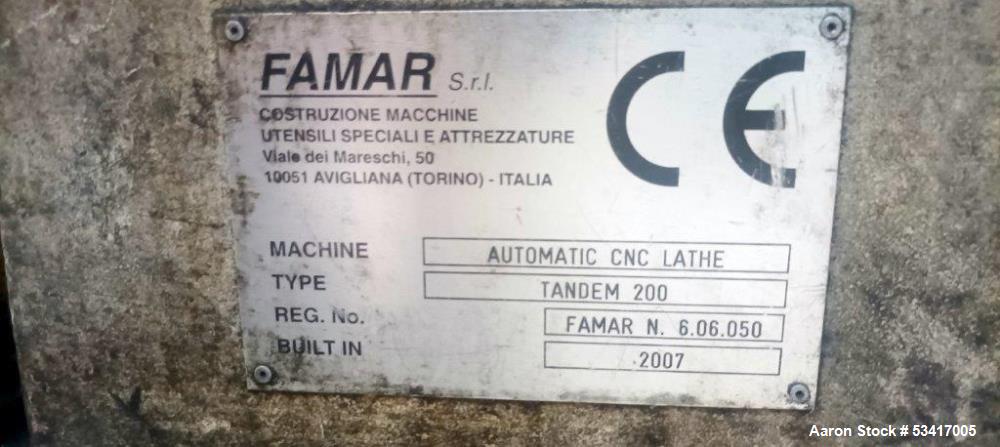 FAMAR S.r.l.
COSTRUZIONE MACCHINE
UTENSILI SPECIALI E ATTREZZATURE
Viale dei Mareschi, 50
10051 AVIGLIANA (TORINO) - ITALIA
CE
MACHINE AUTOMATIC CNC LATHE
TYPE TANDEM 200
REG. No. FAMAR N. 6.06.050
BUILT IN 2007
Aaron Stock # 53417005